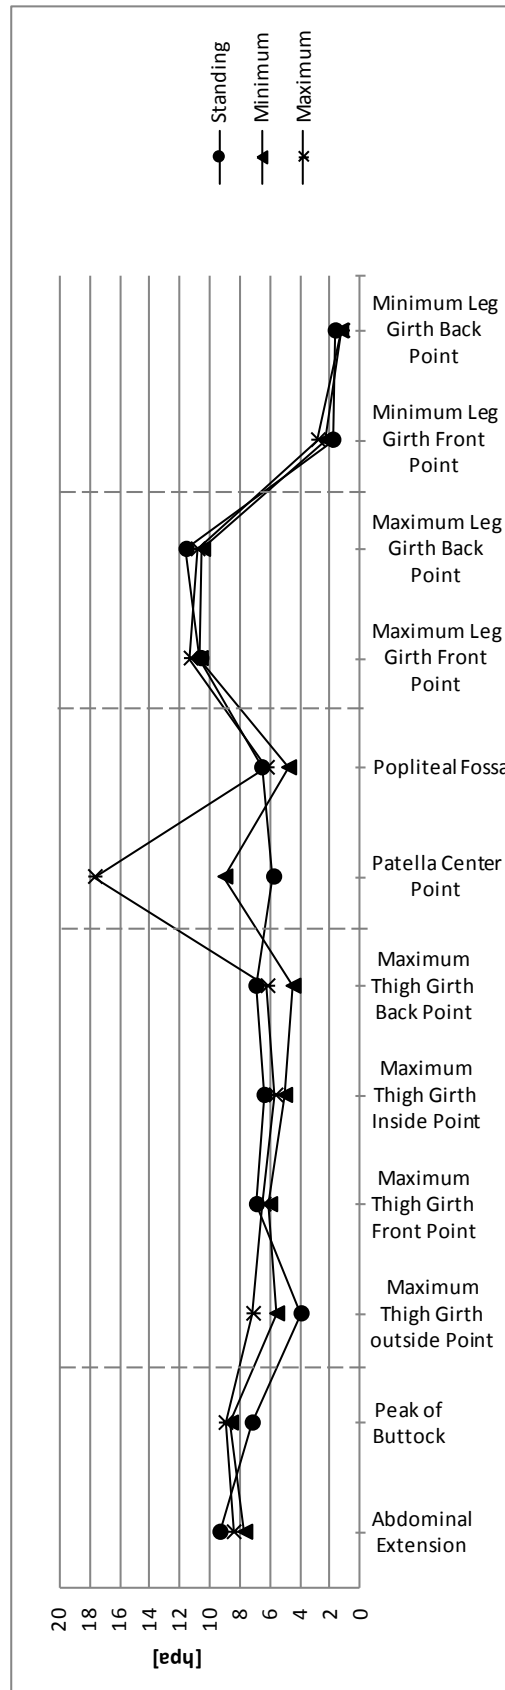 Standing
Minimum
Maximum
20
18
16
14
12
10
8
6
4
2
0
[hpa]
Minimum Leg
Girth Back
Point
Minimum Leg
Girth Front
Point
Maximum Leg
Girth Back
Point
Maximum Leg
Girth Front
Point
Popliteal Fossa
Patella Center
Point
Maximum
Thigh Girth
Back Point
Maximum
Thigh Girth
Inside Point
Maximum
Thigh Girth
Front Point
Maximum
Thigh Girth
outside Point
Peak of
Buttock
Abdominal
Extension